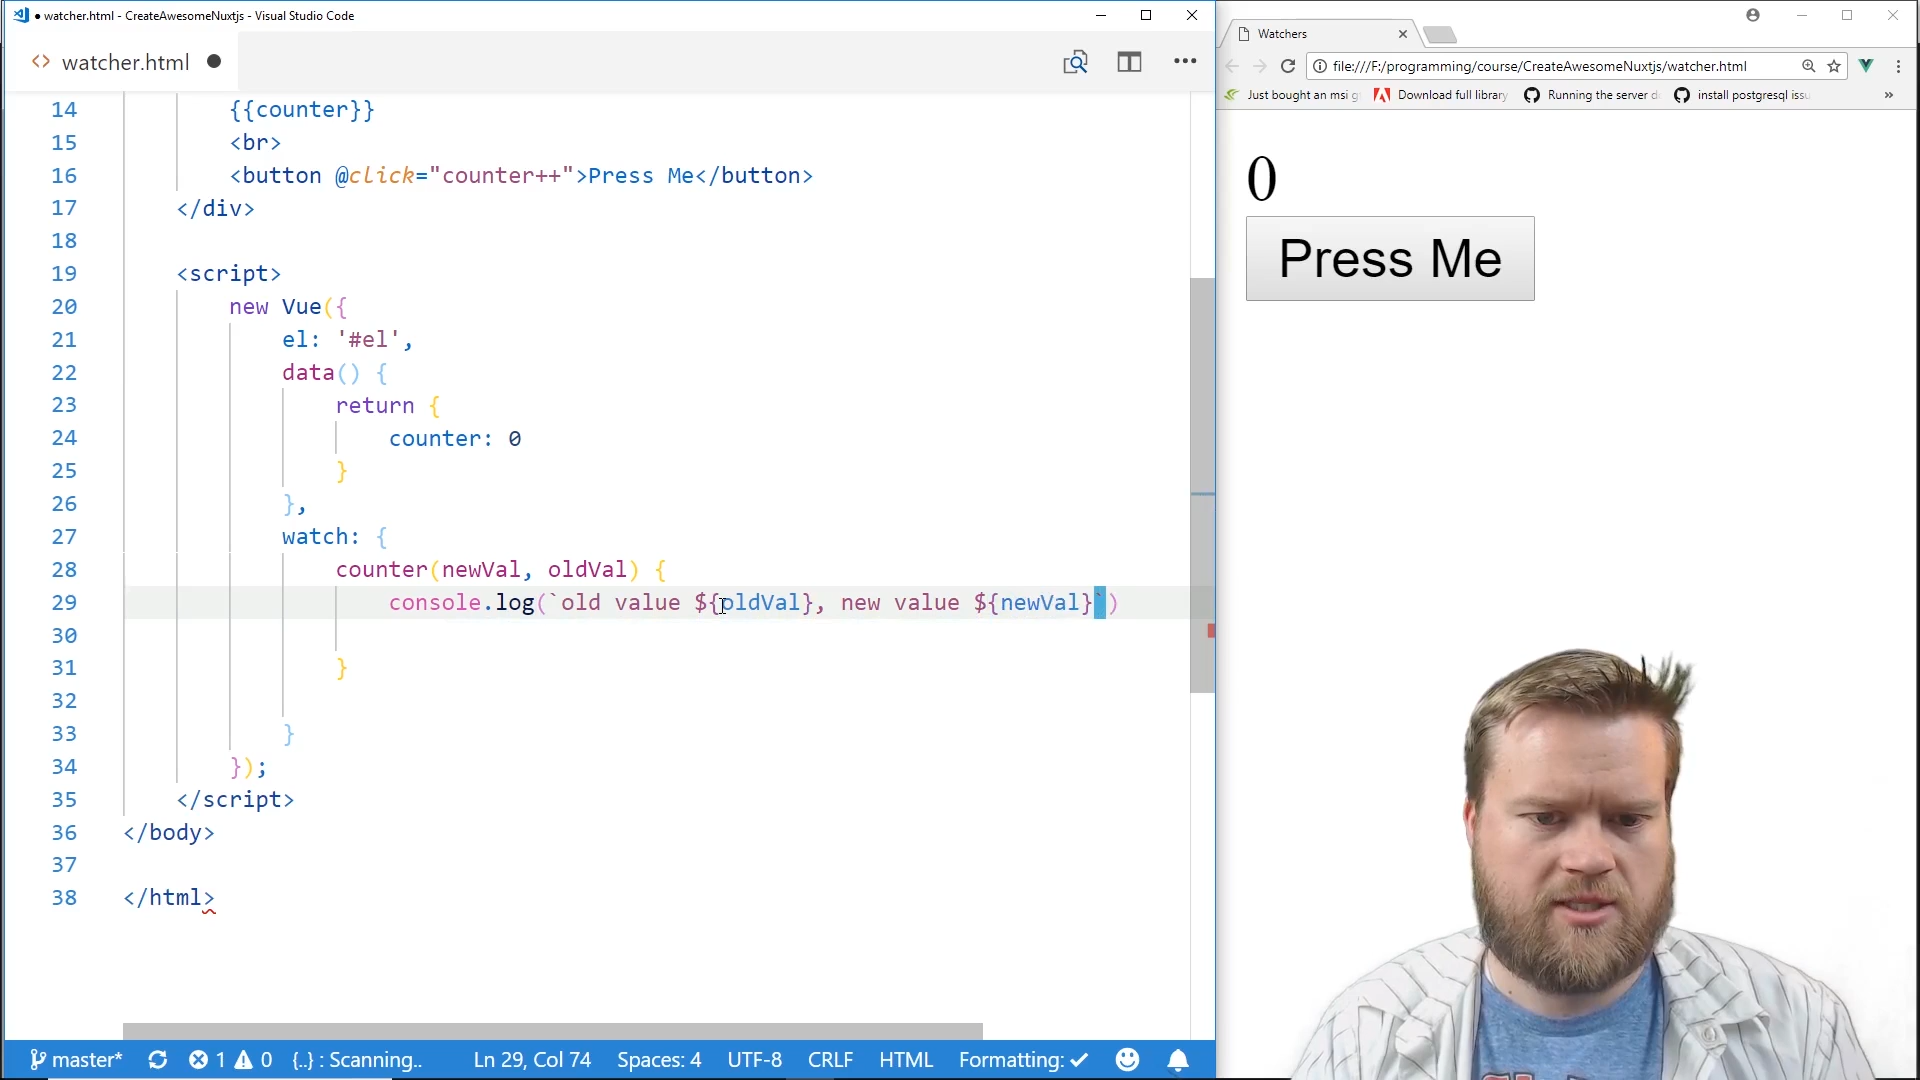 watcher.html - CreateAwesomeNuxtjs - Visual Studio Code
watcher.html
14 {{counter}}
15 <br>
16 <button @click="counter++">Press Me</button>
17 </div>
18
19 <script>
20 new Vue({
21 el: '#el',
22 data() {
23 return {
24 counter: 0
25 }
26 },
27 watch: {
28 counter(newVal, oldVal) {
29 console.log(`old value ${oldVal}, new value ${newVal}`)
30
31 }
32
33 }
34 });
35 </script>
36 </body>
37
38 </html>
master* 1 0 {..} : Scanning.. Ln 29, Col 74 Spaces: 4 UTF-8 CRLF HTML Formatting:
Watchers
file:///F:/programming/course/CreateAwesomeNuxtjs/watcher.html
Just bought an msi Download full library Running the server install postgresql
0
Press Me